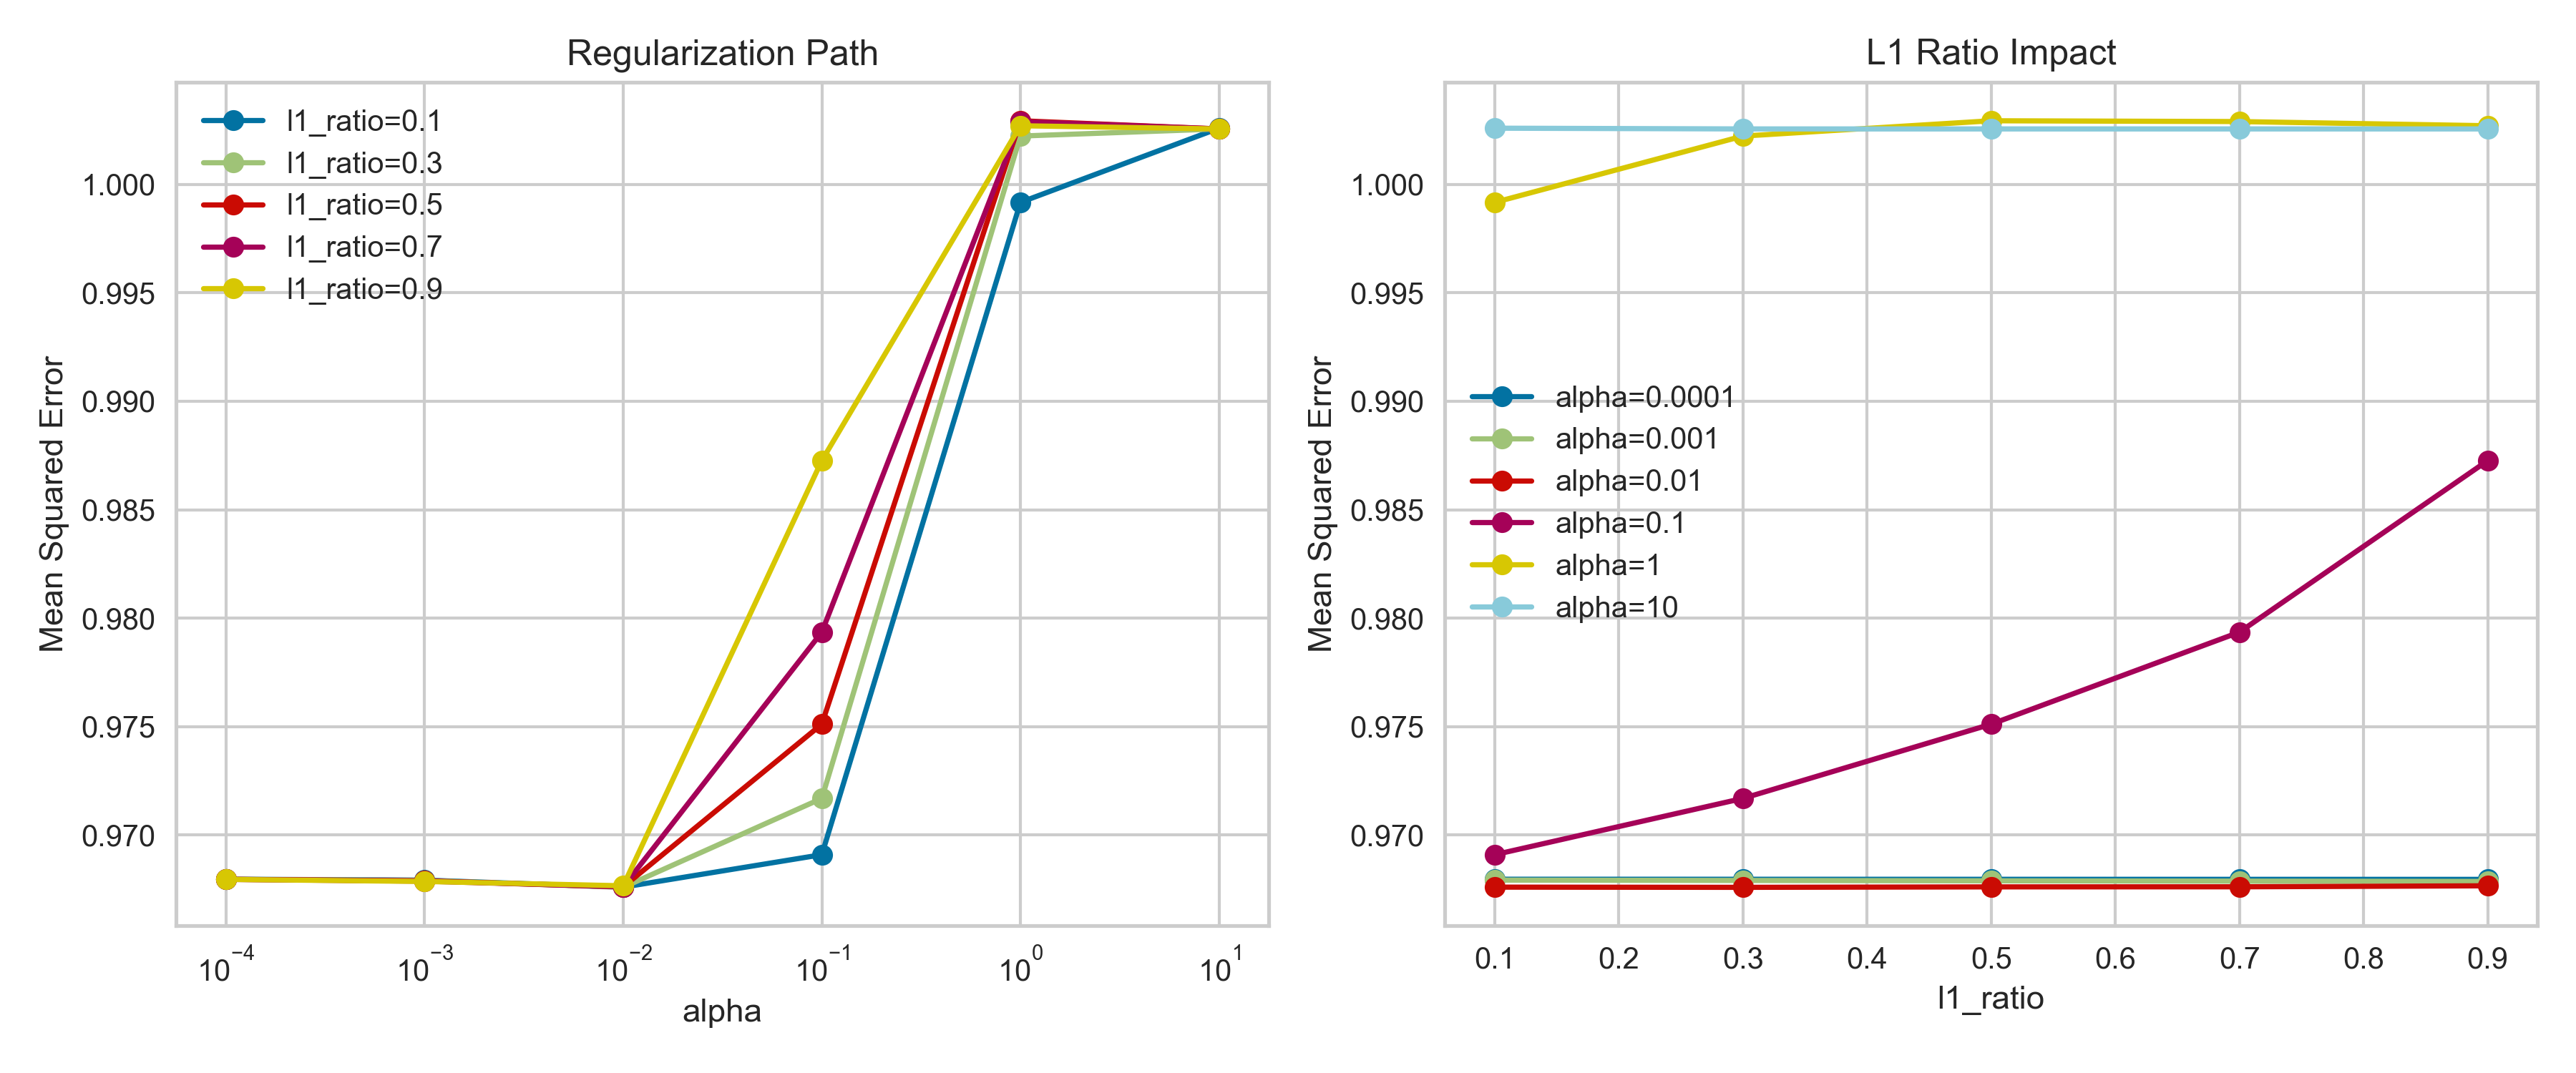 Regularization Path
l1_ratio=0.1
l1_ratio=0.3
l1_ratio=0.5
l1_ratio=0.7
l1_ratio=0.9
Mean Squared Error
1.000
0.995
0.990
0.985
0.980
0.975
0.970
10⁻⁴ 10⁻³ 10⁻² 10⁻¹ 10⁰ 10¹
alpha
L1 Ratio Impact
alpha=0.0001
alpha=0.001
alpha=0.01
alpha=0.1
alpha=1
alpha=10
Mean Squared Error
1.000
0.995
0.990
0.985
0.980
0.975
0.970
0.1 0.2 0.3 0.4 0.5 0.6 0.7 0.8 0.9
l1_ratio